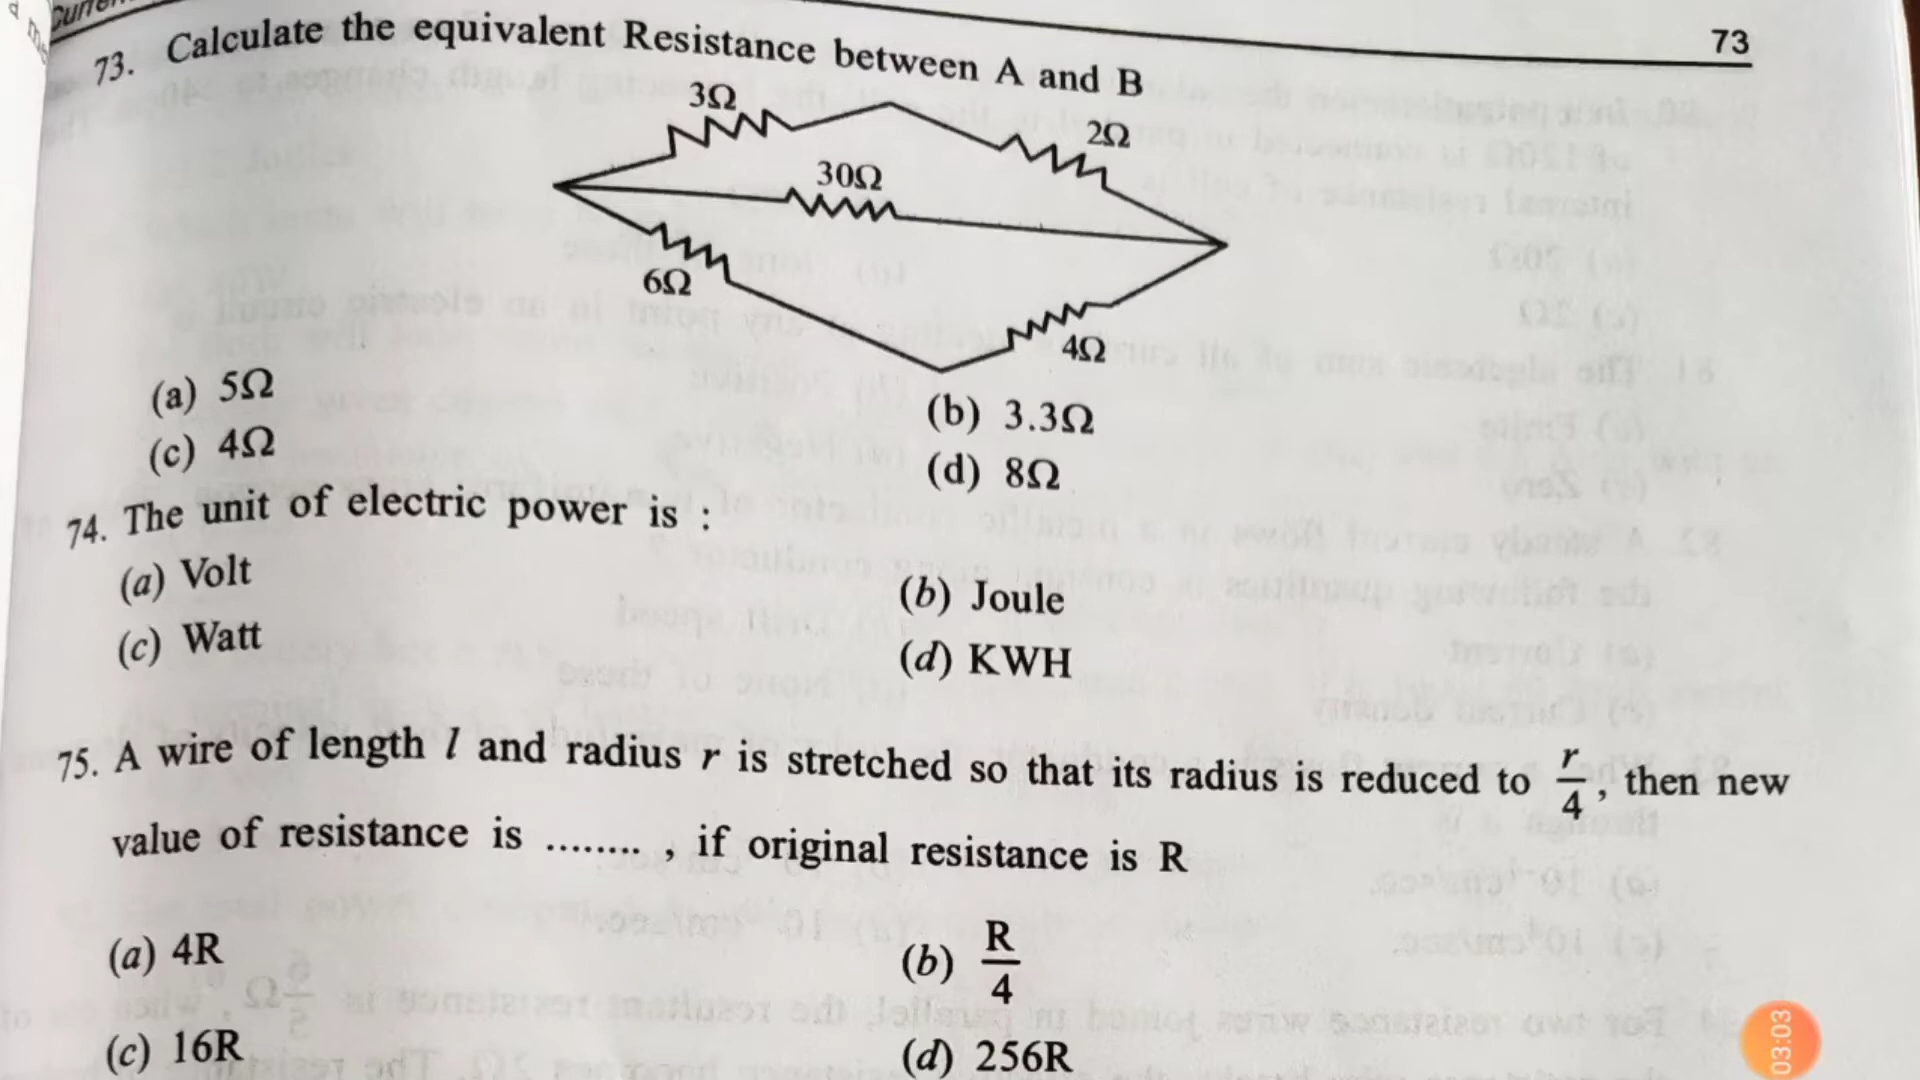 73
73. Calculate the equivalent Resistance between A and B
3Ω
2Ω
30Ω
6Ω
4Ω
(a) 5Ω
(b) 3.3Ω
(c) 4Ω
(d) 8Ω
74. The unit of electric power is :
(a) Volt
(b) Joule
(c) Watt
(d) KWH
75. A wire of length l and radius r is stretched so that its radius is reduced to r/4, then new
value of resistance is ........ , if original resistance is R
(a) 4R
(b) R/4
(c) 16R
(d) 256R
03:03